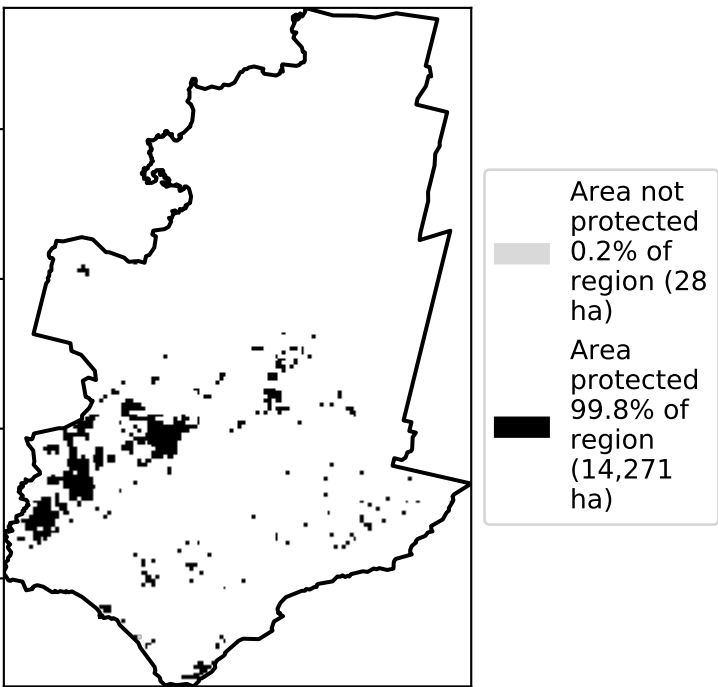 Area not
protected
0.2% of
region (28
ha)
Area
protected
99.8% of
region
(14,271
ha)